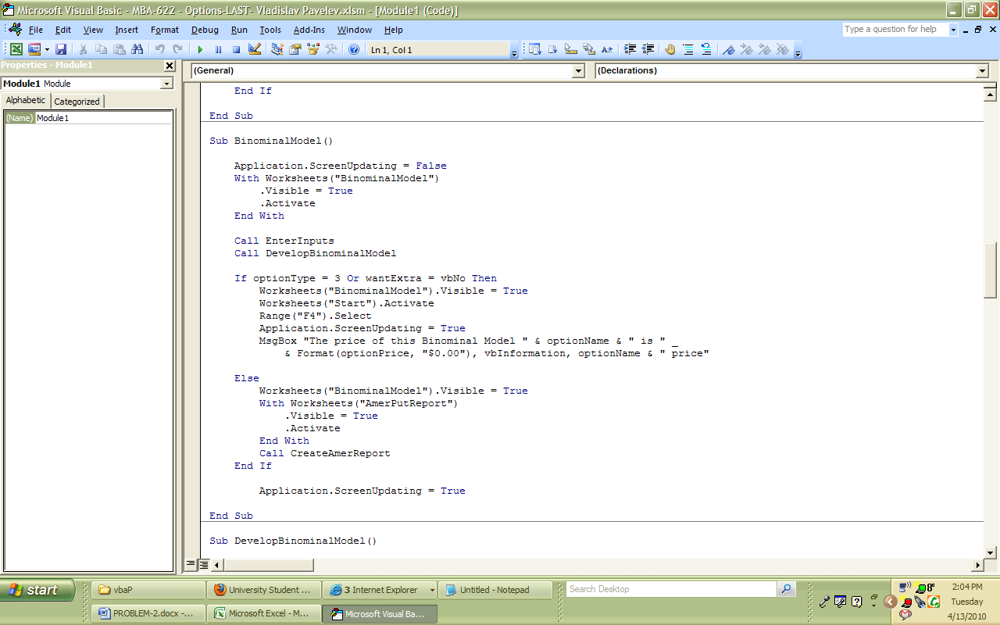 Microsoft Visual Basic - MBA-622 - Options-LAST- Vladislav Pavelev.xlsm - [Module1 (Code)]
File Edit View Insert Format Debug Run Tools Add-Ins Window Help
Type a question for help
Ln 1, Col 1
Properties - Module1
Module1 Module
Alphabetic Categorized
(Name) Module1
(General) (Declarations)
End If
End Sub
Sub BinominalModel()
Application.ScreenUpdating = False
With Worksheets("BinominalModel")
.Visible = True
.Activate
End With
Call EnterInputs
Call DevelopBinominalModel
If optionType = 3 Or wantExtra = vbNo Then
Worksheets("BinominalModel").Visible = True
Worksheets("Start").Activate
Range("F4").Select
Application.ScreenUpdating = True
MsgBox "The price of this Binominal Model " & optionName & " is " _
& Format(optionPrice, "$0.00"), vbInformation, optionName & " price"
Else
Worksheets("BinominalModel").Visible = True
With Worksheets("AmerPutReport")
.Visible = True
.Activate
End With
Call CreateAmerReport
End If
Application.ScreenUpdating = True
End Sub
Sub DevelopBinominalModel()
start
vbaP
University Student ...
3 Internet Explorer
Untitled - Notepad
Search Desktop
8°
2:04 PM
PROBLEM-2.docx -...
Microsoft Excel - M...
Microsoft Visual Ba...
Tuesday
4/13/2010